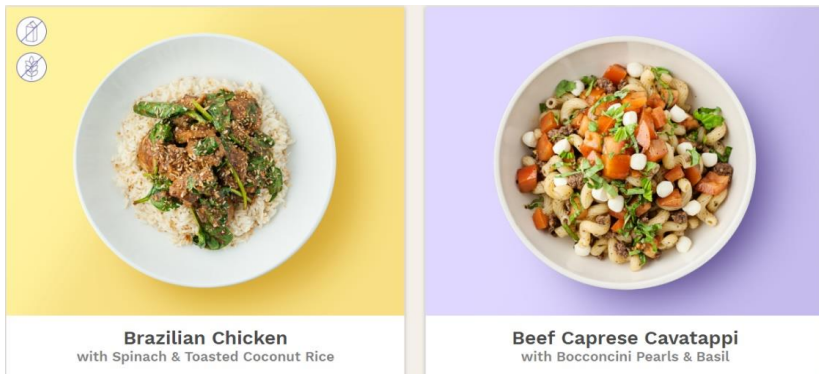 Brazilian Chicken
with Spinach & Toasted Coconut Rice
Beef Caprese Cavatappi
with Bocconcini Pearls & Basil